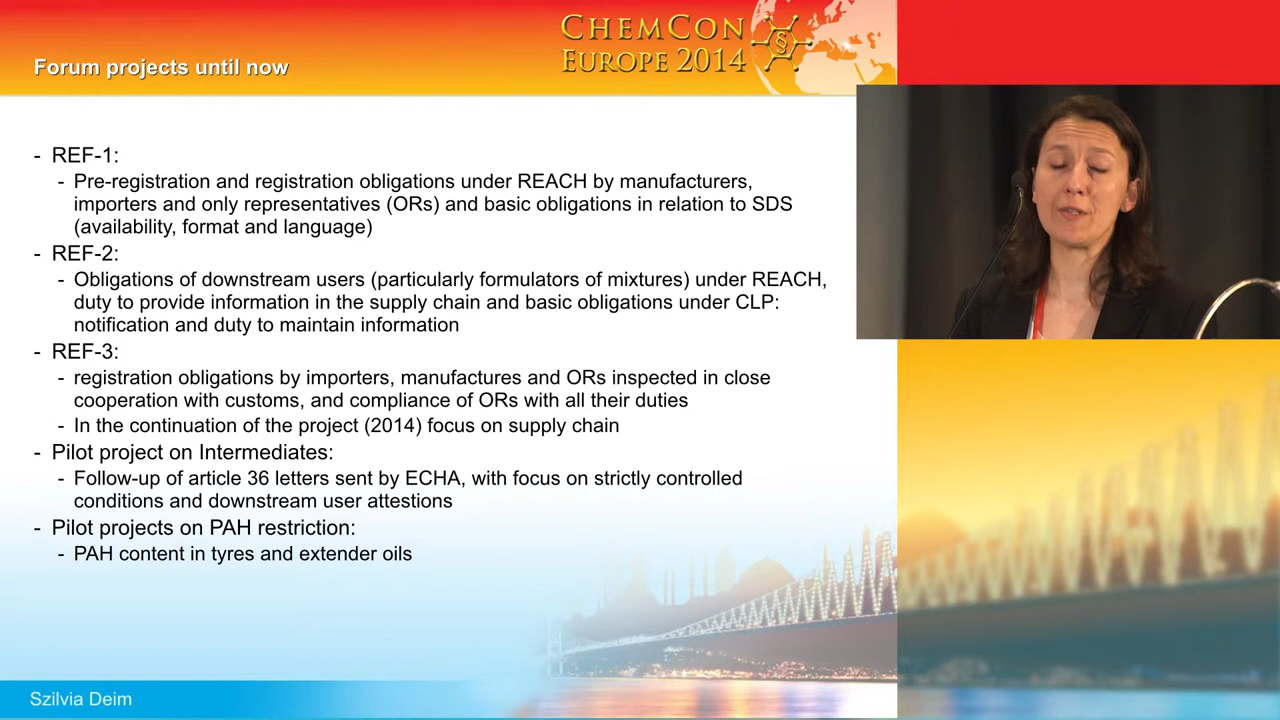 CHEMCON
EUROPE 2014
§
Forum projects until now
- REF-1:
- Pre-registration and registration obligations under REACH by manufacturers,
importers and only representatives (ORs) and basic obligations in relation to SDS
(availability, format and language)
- REF-2:
- Obligations of downstream users (particularly formulators of mixtures) under REACH,
duty to provide information in the supply chain and basic obligations under CLP:
notification and duty to maintain information
- REF-3:
- registration obligations by importers, manufactures and ORs inspected in close
cooperation with customs, and compliance of ORs with all their duties
- In the continuation of the project (2014) focus on supply chain
- Pilot project on Intermediates:
- Follow-up of article 36 letters sent by ECHA, with focus on strictly controlled
conditions and downstream user attestions
- Pilot projects on PAH restriction:
- PAH content in tyres and extender oils
Szilvia Deim